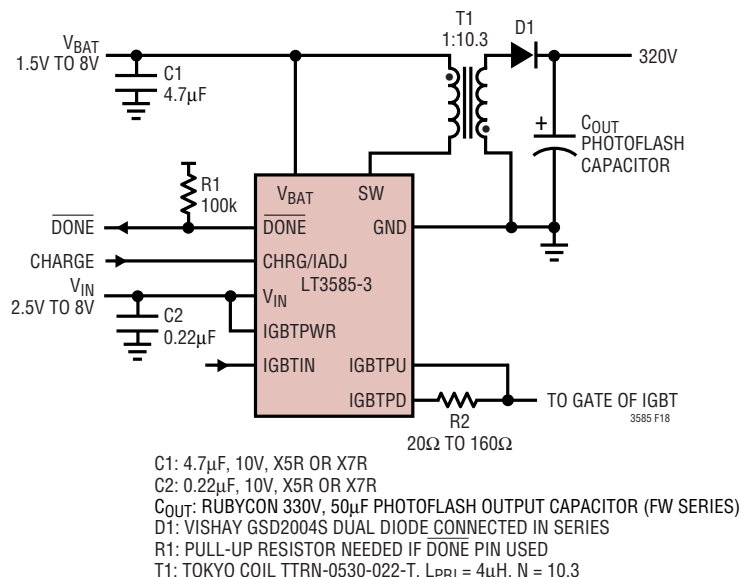 T1
1:10.3
D1
VBAT
1.5V TO 8V
C1
4.7µF
320V
+
COUT
PHOTOFLASH
CAPACITOR
R1
100k
VBAT
SW
DONE
DONE
GND
CHARGE
CHRG/IADJ
LT3585-3
VIN
2.5V TO 8V
VIN
C2
0.22µF
IGBTPWR
IGBTIN
IGBTPU
IGBTPD
R2
20Ω TO 160Ω
TO GATE OF IGBT
3585 F18
C1: 4.7µF, 10V, X5R OR X7R
C2: 0.22µF, 10V, X5R OR X7R
COUT: RUBYCON 330V, 50µF PHOTOFLASH OUTPUT CAPACITOR (FW SERIES)
D1: VISHAY GSD2004S DUAL DIODE CONNECTED IN SERIES
R1: PULL-UP RESISTOR NEEDED IF DONE PIN USED
T1: TOKYO COIL TTRN-0530-022-T, LPRI = 4µH, N = 10.3